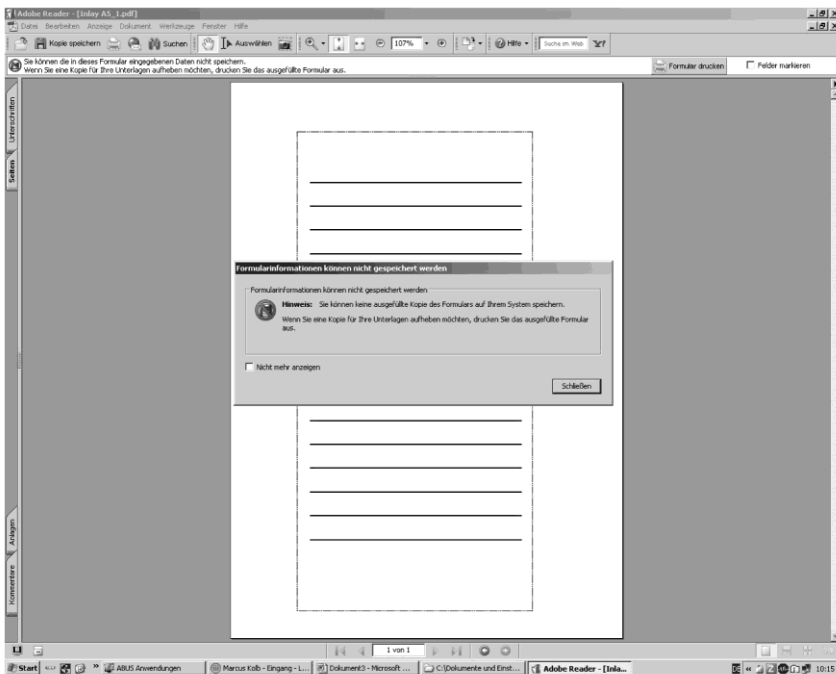 Adobe Reader - [Inlay A5_1.pdf]
Datei Bearbeiten Anzeige Dokument Werkzeuge Fenster Hilfe
Kopie speichern Suchen Auswählen 107% Hilfe Suche im Web Y!
Sie können die in dieses Formular eingegebenen Daten nicht speichern.
Wenn Sie eine Kopie für Ihre Unterlagen aufheben möchten, drucken Sie das ausgefüllte Formular aus.
Formular drucken Felder markieren
Unterschriften
Seiten
Formularinformationen können nicht gespeichert werden
Formularinformationen können nicht gespeichert werden
Hinweis: Sie können keine ausgefüllte Kopie des Formulars auf Ihrem System speichern.
Wenn Sie eine Kopie für Ihre Unterlagen aufheben möchten, drucken Sie das ausgefüllte Formular
aus.
Nicht mehr anzeigen
Schließen
Anlagen
Kommentare
1 von 1
Start ABUS Anwendungen Marcus Kolb - Eingang - L... Dokument3 - Microsoft ... C:\Dokumente und Einst... Adobe Reader - [Inla... DE 10:15